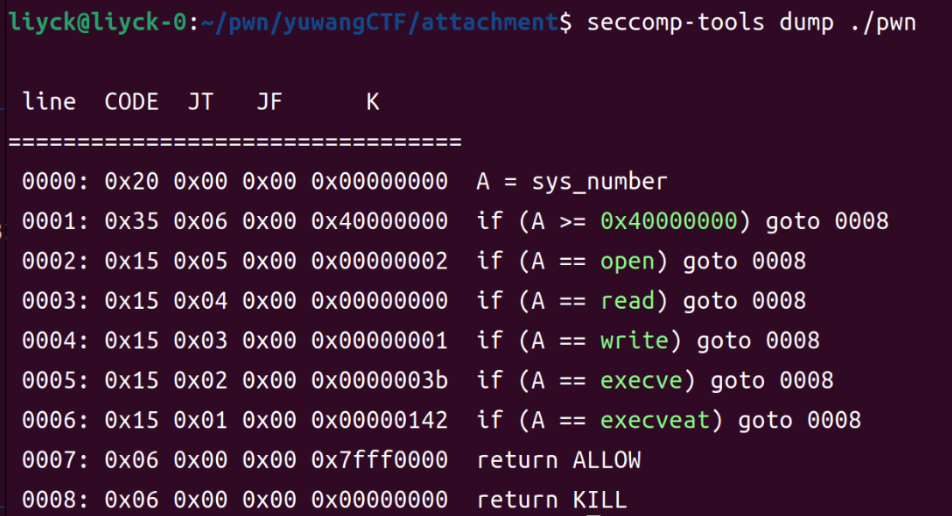 liyck@liyck-0:~/pwn/yuwangCTF/attachment$ seccomp-tools dump ./pwn
line  CODE  JT   JF      K
=================================
0000: 0x20 0x00 0x00 0x00000000  A = sys_number
0001: 0x35 0x06 0x00 0x40000000  if (A >= 0x40000000) goto 0008
0002: 0x15 0x05 0x00 0x00000002  if (A == open) goto 0008
0003: 0x15 0x04 0x00 0x00000000  if (A == read) goto 0008
0004: 0x15 0x03 0x00 0x00000001  if (A == write) goto 0008
0005: 0x15 0x02 0x00 0x0000003b  if (A == execve) goto 0008
0006: 0x15 0x01 0x00 0x00000142  if (A == execveat) goto 0008
0007: 0x06 0x00 0x00 0x7fff0000  return ALLOW
0008: 0x06 0x00 0x00 0x00000000  return KILL